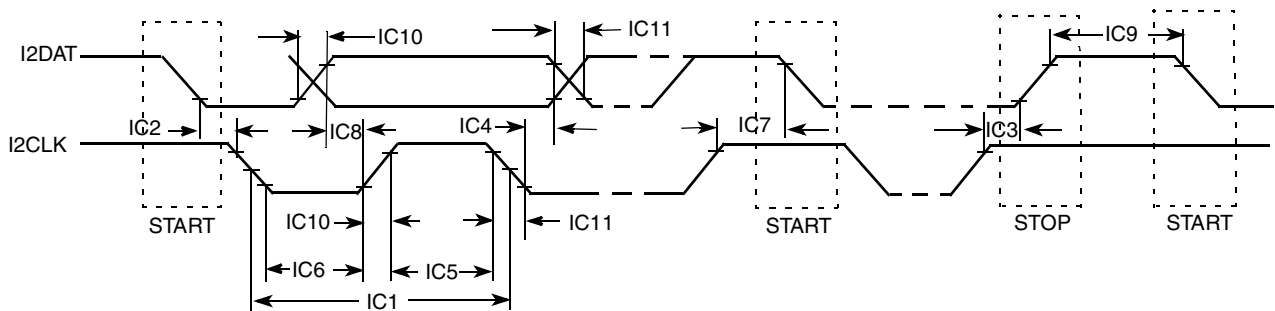 IC10
IC11
IC9
I2DAT
IC2
IC8
IC4
IC7
IC3
I2CLK
START
IC10
IC11
START
STOP
START
IC6
IC5
IC1